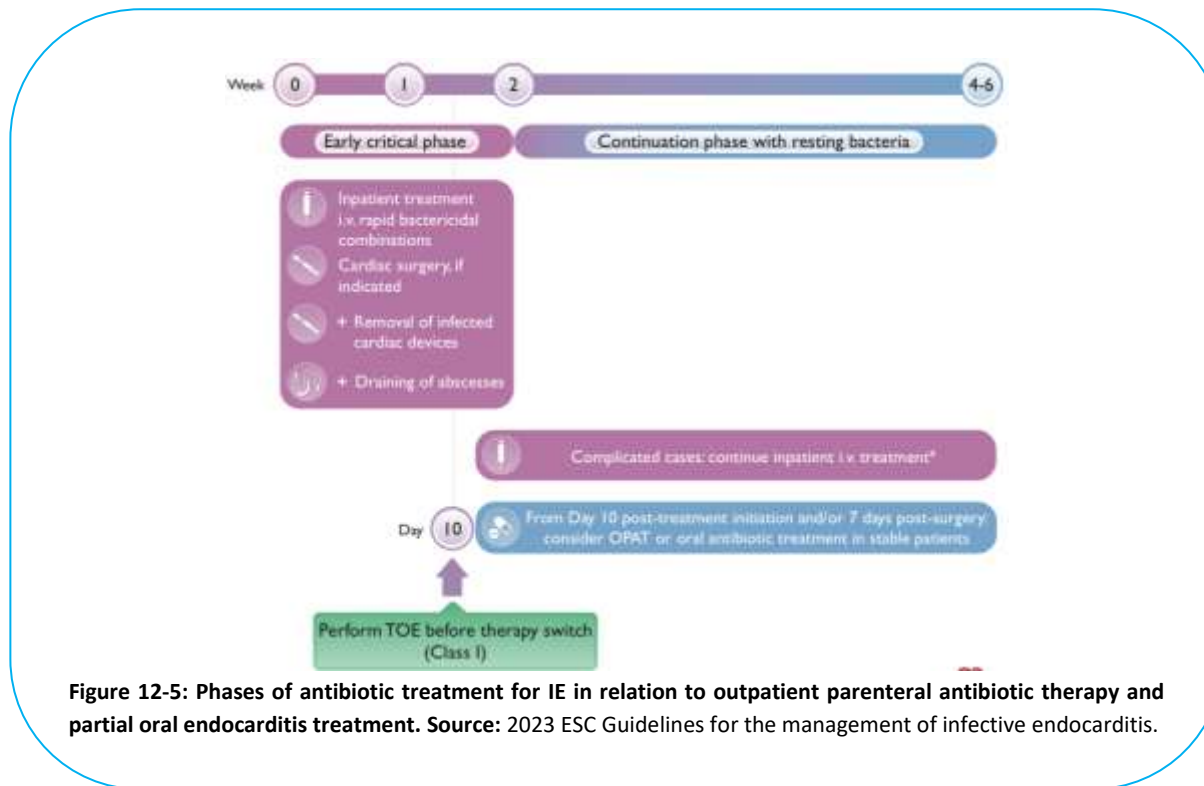 Week 0 1 2 4-6
Early critical phase Continuation phase with resting bacteria
Inpatient treatment
i.v. rapid bactericidal
combinations
Cardiac surgery, if
indicated
+ Removal of infected
cardiac devices
+ Draining of abscesses
Complicated cases: continue inpatient i.v. treatment*
From Day 10 post-treatment initiation and/or 7 days post-surgery
Day 10 consider OPAT or oral antibiotic treatment in stable patients
Perform TOE before therapy switch
(Class I)
Figure 12-5: Phases of antibiotic treatment for IE in relation to outpatient parenteral antibiotic therapy and
partial oral endocarditis treatment. Source: 2023 ESC Guidelines for the management of infective endocarditis.